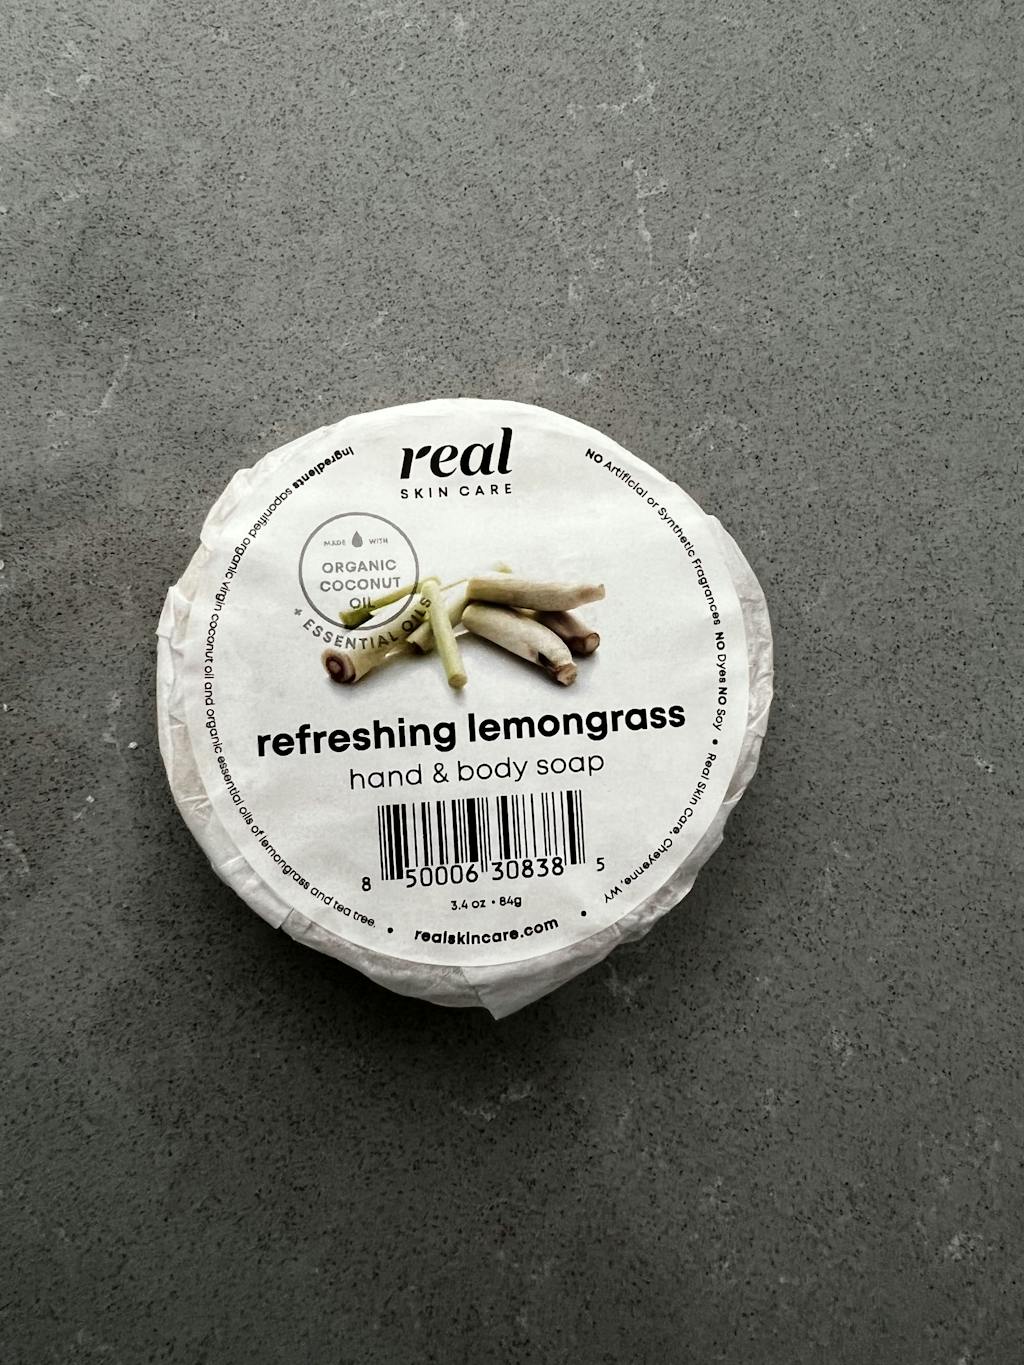 real
SKIN CARE
Ingredients saponified organic virgin coconut oil and organic essential oils of lemongrass and tea tree.
NO Artificial or Synthetic Fragrances NO Dyes NO Soy • Real Skin Care, Cheyenne, WY
MADE WITH
ORGANIC
COCONUT
OIL
+ ESSENTIAL OILS
refreshing lemongrass
hand & body soap
8 50006 30838 5
3.4 oz • 84g
• realskincare.com •